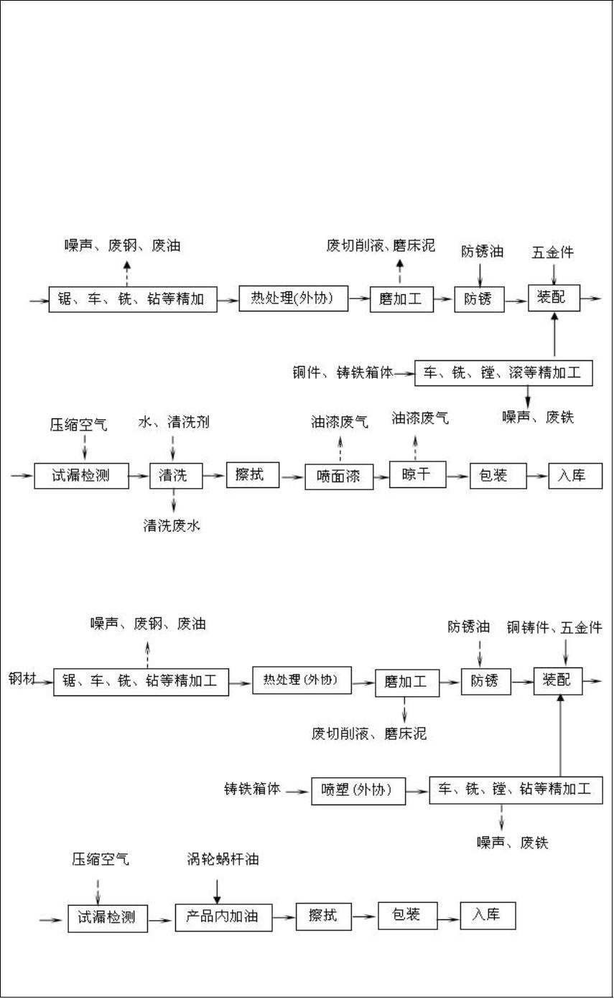 噪声、废钢、废油
废切削液、磨床泥
防锈油
五金件
锯、车、铣、钻等精加
热处理(外协)
磨加工
防锈
装配
铜件、铸铁箱体
车、铣、镗、滚等精加工
噪声、废铁
压缩空气
水、清洗剂
油漆废气
油漆废气
试漏检测
清洗
擦拭
喷面漆
晾干
包装
入库
清洗废水
噪声、废钢、废油
防锈油
铜铸件、五金件
钢材
锯、车、铣、钻等精加工
热处理(外协)
磨加工
防锈
装配
废切削液、磨床泥
铸铁箱体
喷塑(外协)
车、铣、镗、钻等精加工
噪声、废铁
压缩空气
涡轮蜗杆油
试漏检测
产品内加油
擦拭
包装
入库